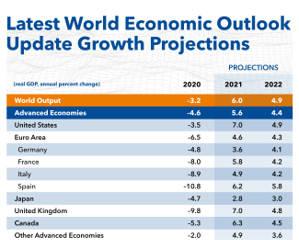 Latest World Economic Outlook
Update Growth Projections
PROJECTIONS
(real GDP, annual percent change) 2020 2021 2022
World Output -3.2 6.0 4.9
Advanced Economies -4.6 5.6 4.4
United States -3.5 7.0 4.9
Euro Area -6.5 4.6 4.3
Germany -4.8 3.6 4.1
France -8.0 5.8 4.2
Italy -8.9 4.9 4.2
Spain -10.8 6.2 5.8
Japan -4.7 2.8 3.0
United Kingdom -9.8 7.0 4.8
Canada -5.3 6.3 4.5
Other Advanced Economies -2.0 4.9 3.6